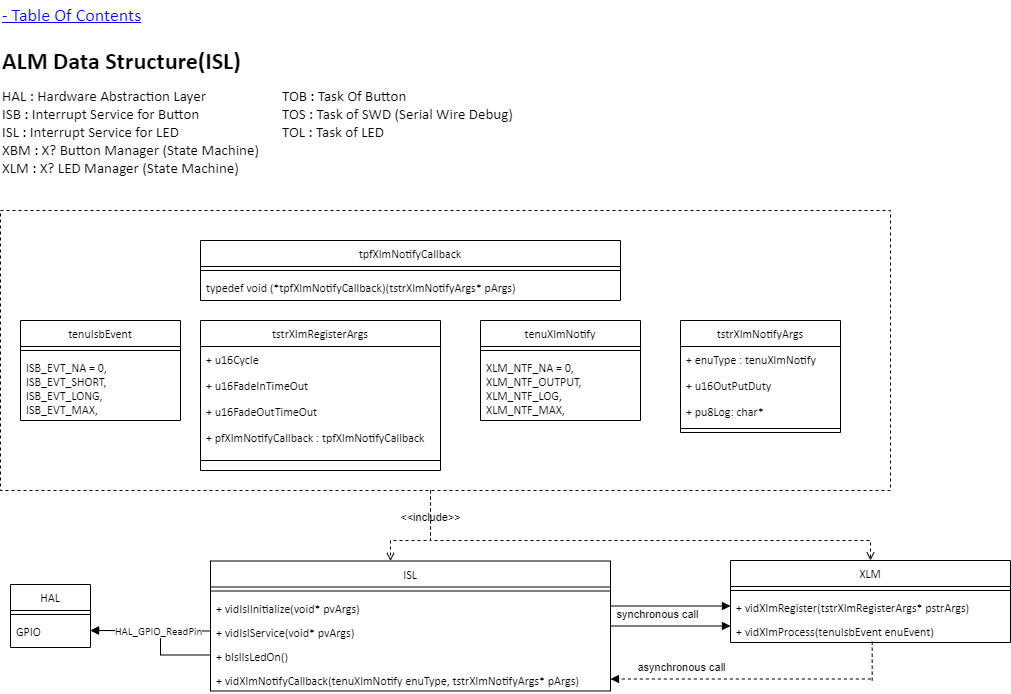 - Table Of Contents
ALM Data Structure(ISL)
HAL : Hardware Abstraction Layer
ISB : Interrupt Service for Button
ISL : Interrupt Service for LED
XBM : X? Button Manager (State Machine)
XLM : X? LED Manager (State Machine)
TOB : Task Of Button
TOS : Task of SWD (Serial Wire Debug)
TOL : Task of LED
tpfXlmNotifyCallback
typedef void (*tpfXlmNotifyCallback)(tstrXlmNotifyArgs* pArgs)
tenuIsbEvent
ISB_EVT_NA = 0,
ISB_EVT_SHORT,
ISB_EVT_LONG,
ISB_EVT_MAX,
tstrXlmRegisterArgs
+ u16Cycle
+ u16FadeInTimeOut
+ u16FadeOutTimeOut
+ pfXlmNotifyCallback : tpfXlmNotifyCallback
tenuXlmNotify
XLM_NTF_NA = 0,
XLM_NTF_OUTPUT,
XLM_NTF_LOG,
XLM_NTF_MAX,
tstrXlmNotifyArgs
+ enuType : tenuXlmNotify
+ u16OutPutDuty
+ pu8Log: char*
<<include>>
HAL
GPIO
HAL_GPIO_ReadPin
ISL
+ vidIslInitialize(void* pvArgs)
+ vidIslService(void* pvArgs)
+ bIslIsLedOn()
+ vidXlmNotifyCallback(tenuXlmNotify enuType, tstrXlmNotifyArgs* pArgs)
synchronous call
asynchronous call
XLM
+ vidXlmRegister(tstrXlmRegisterArgs* pstrArgs)
+ vidXlmProcess(tenuIsbEvent enuEvent)